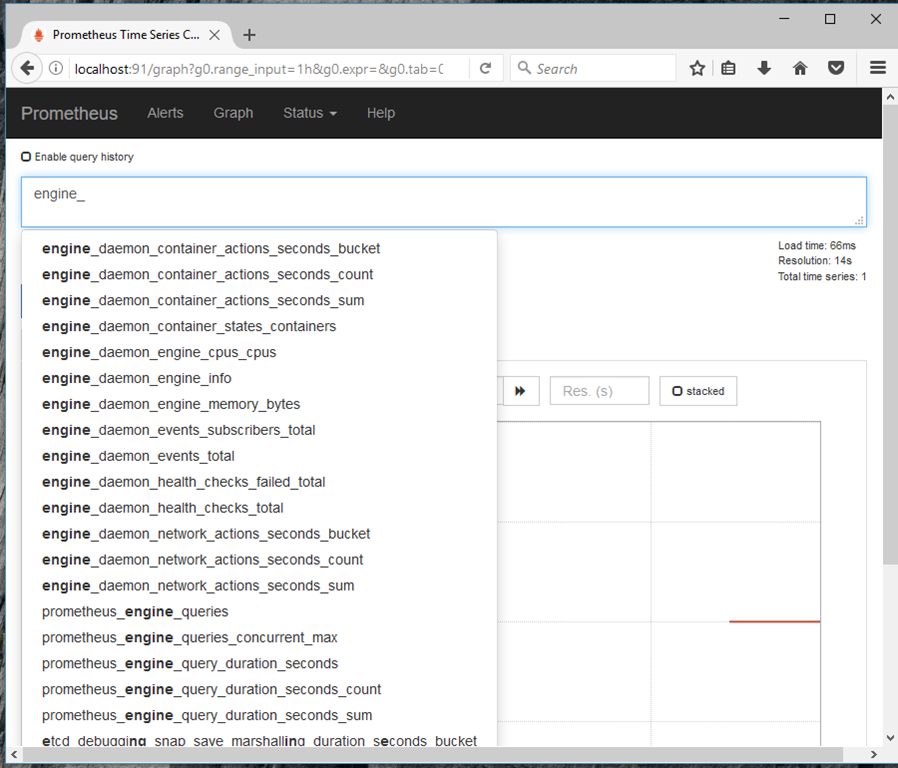 Prometheus Time Series C...
localhost:91/graph?g0.range_input=1h&g0.expr=&g0.tab=0
Search
Prometheus Alerts Graph Status Help
Enable query history
engine_
Load time: 66ms
Resolution: 14s
Total time series: 1
engine_daemon_container_actions_seconds_bucket
engine_daemon_container_actions_seconds_count
engine_daemon_container_actions_seconds_sum
engine_daemon_container_states_containers
engine_daemon_engine_cpus_cpus
engine_daemon_engine_info
engine_daemon_engine_memory_bytes
engine_daemon_events_subscribers_total
engine_daemon_events_total
engine_daemon_health_checks_failed_total
engine_daemon_health_checks_total
engine_daemon_network_actions_seconds_bucket
engine_daemon_network_actions_seconds_count
engine_daemon_network_actions_seconds_sum
prometheus_engine_queries
prometheus_engine_queries_concurrent_max
prometheus_engine_query_duration_seconds
prometheus_engine_query_duration_seconds_count
prometheus_engine_query_duration_seconds_sum
etcd_debugging_snap_save_marshalling_duration_seconds_bucket
Res. (s)
stacked